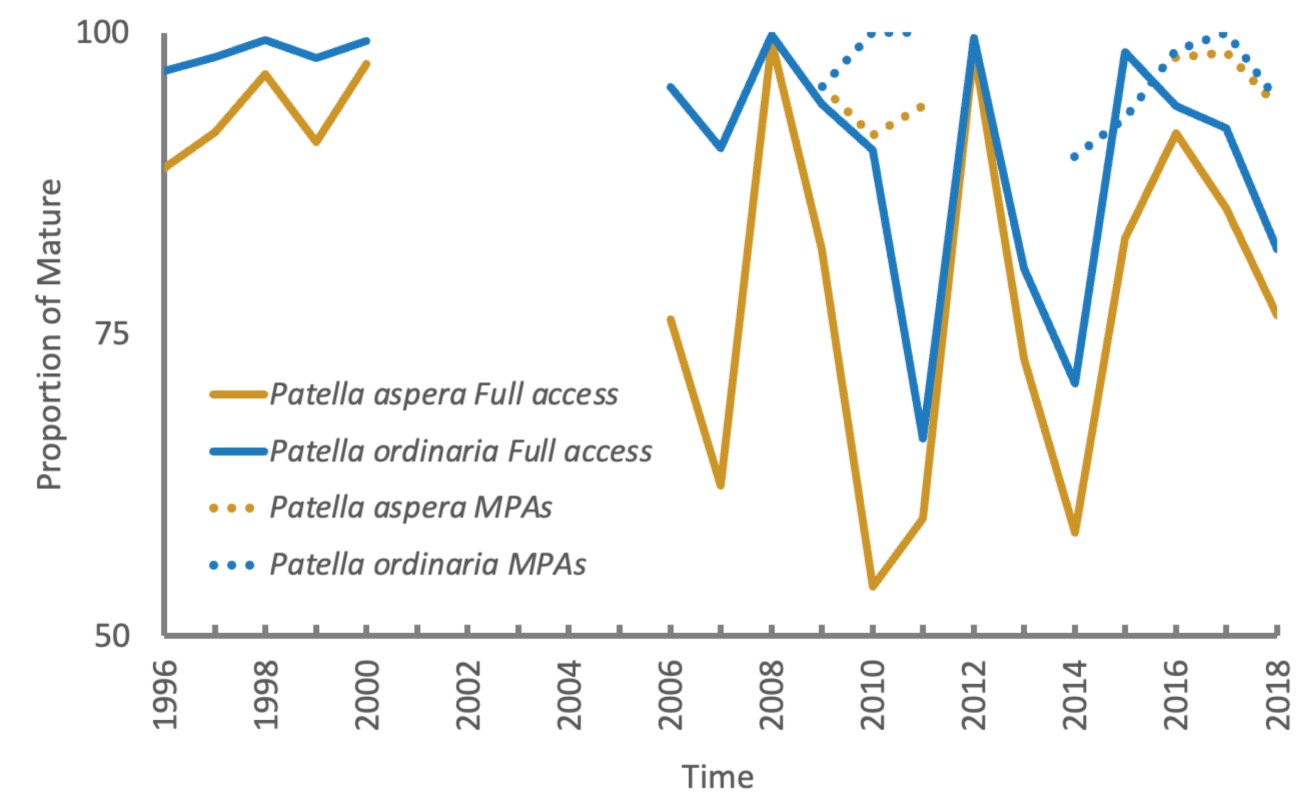 100
75
50
Proportion of Mature
Patella aspera Full access
Patella ordinaria Full access
Patella aspera MPAs
Patella ordinaria MPAs
1996
1998
2000
2002
2004
2006
2008
2010
2012
2014
2016
2018
Time